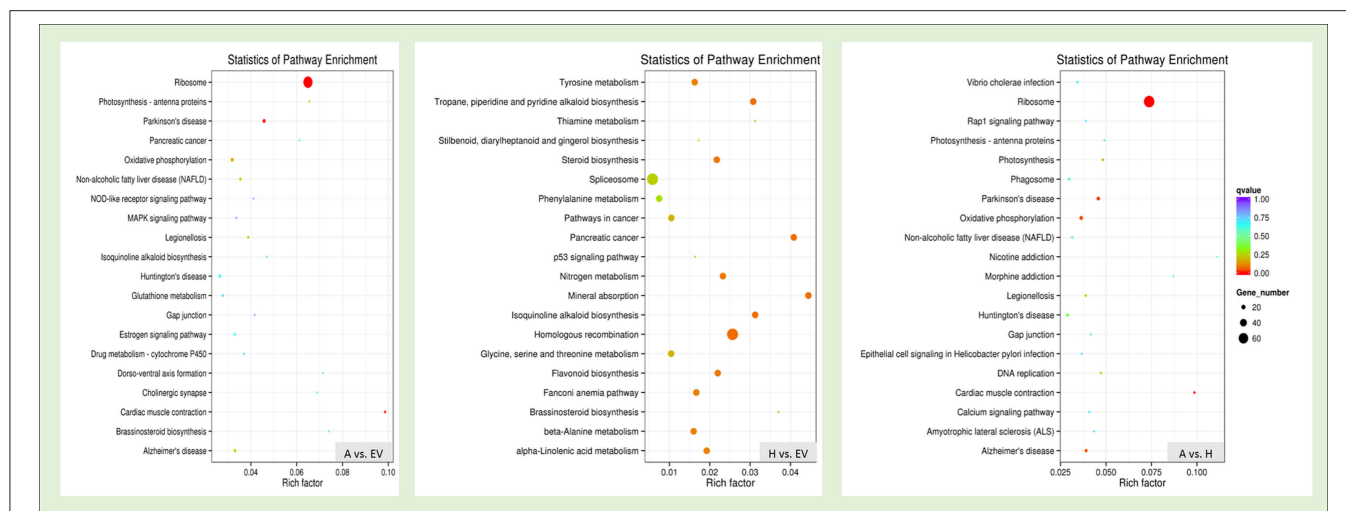 Statistics of Pathway Enrichment
Ribosome
Photosynthesis - antenna proteins
Parkinson's disease
Pancreatic cancer
Oxidative phosphorylation
Non-alcoholic fatty liver disease (NAFLD)
NOD-like receptor signaling pathway
MAPK signaling pathway
Legionellosis
Isoquinoline alkaloid biosynthesis
Huntington's disease
Glutathione metabolism
Gap junction
Estrogen signaling pathway
Drug metabolism - cytochrome P450
Dorso-ventral axis formation
Cholinergic synapse
Cardiac muscle contraction
Brassinosteroid biosynthesis
Alzheimer's disease
A vs. EV
0.04 0.06 0.08 0.10
Rich factor
Statistics of Pathway Enrichment
Tyrosine metabolism
Tropane, piperidine and pyridine alkaloid biosynthesis
Thiamine metabolism
Stilbenoid, diarylheptanoid and gingerol biosynthesis
Steroid biosynthesis
Spliceosome
Phenylalanine metabolism
Pathways in cancer
Pancreatic cancer
p53 signaling pathway
Nitrogen metabolism
Mineral absorption
Isoquinoline alkaloid biosynthesis
Homologous recombination
Glycine, serine and threonine metabolism
Flavonoid biosynthesis
Fanconi anemia pathway
Brassinosteroid biosynthesis
beta-Alanine metabolism
alpha-Linolenic acid metabolism
H vs. EV
0.01 0.02 0.03 0.04
Rich factor
Statistics of Pathway Enrichment
Vibrio cholerae infection
Ribosome
Rap1 signaling pathway
Photosynthesis - antenna proteins
Photosynthesis
Phagosome
Parkinson's disease
Oxidative phosphorylation
Non-alcoholic fatty liver disease (NAFLD)
Nicotine addiction
Morphine addiction
Legionellosis
Huntington's disease
Gap junction
Epithelial cell signaling in Helicobacter pylori infection
DNA replication
Cardiac muscle contraction
Calcium signaling pathway
Amyotrophic lateral sclerosis (ALS)
Alzheimer's disease
A vs. H
0.025 0.050 0.075 0.100
Rich factor
qvalue
1.00
0.75
0.50
0.25
0.00
Gene_number
20
40
60